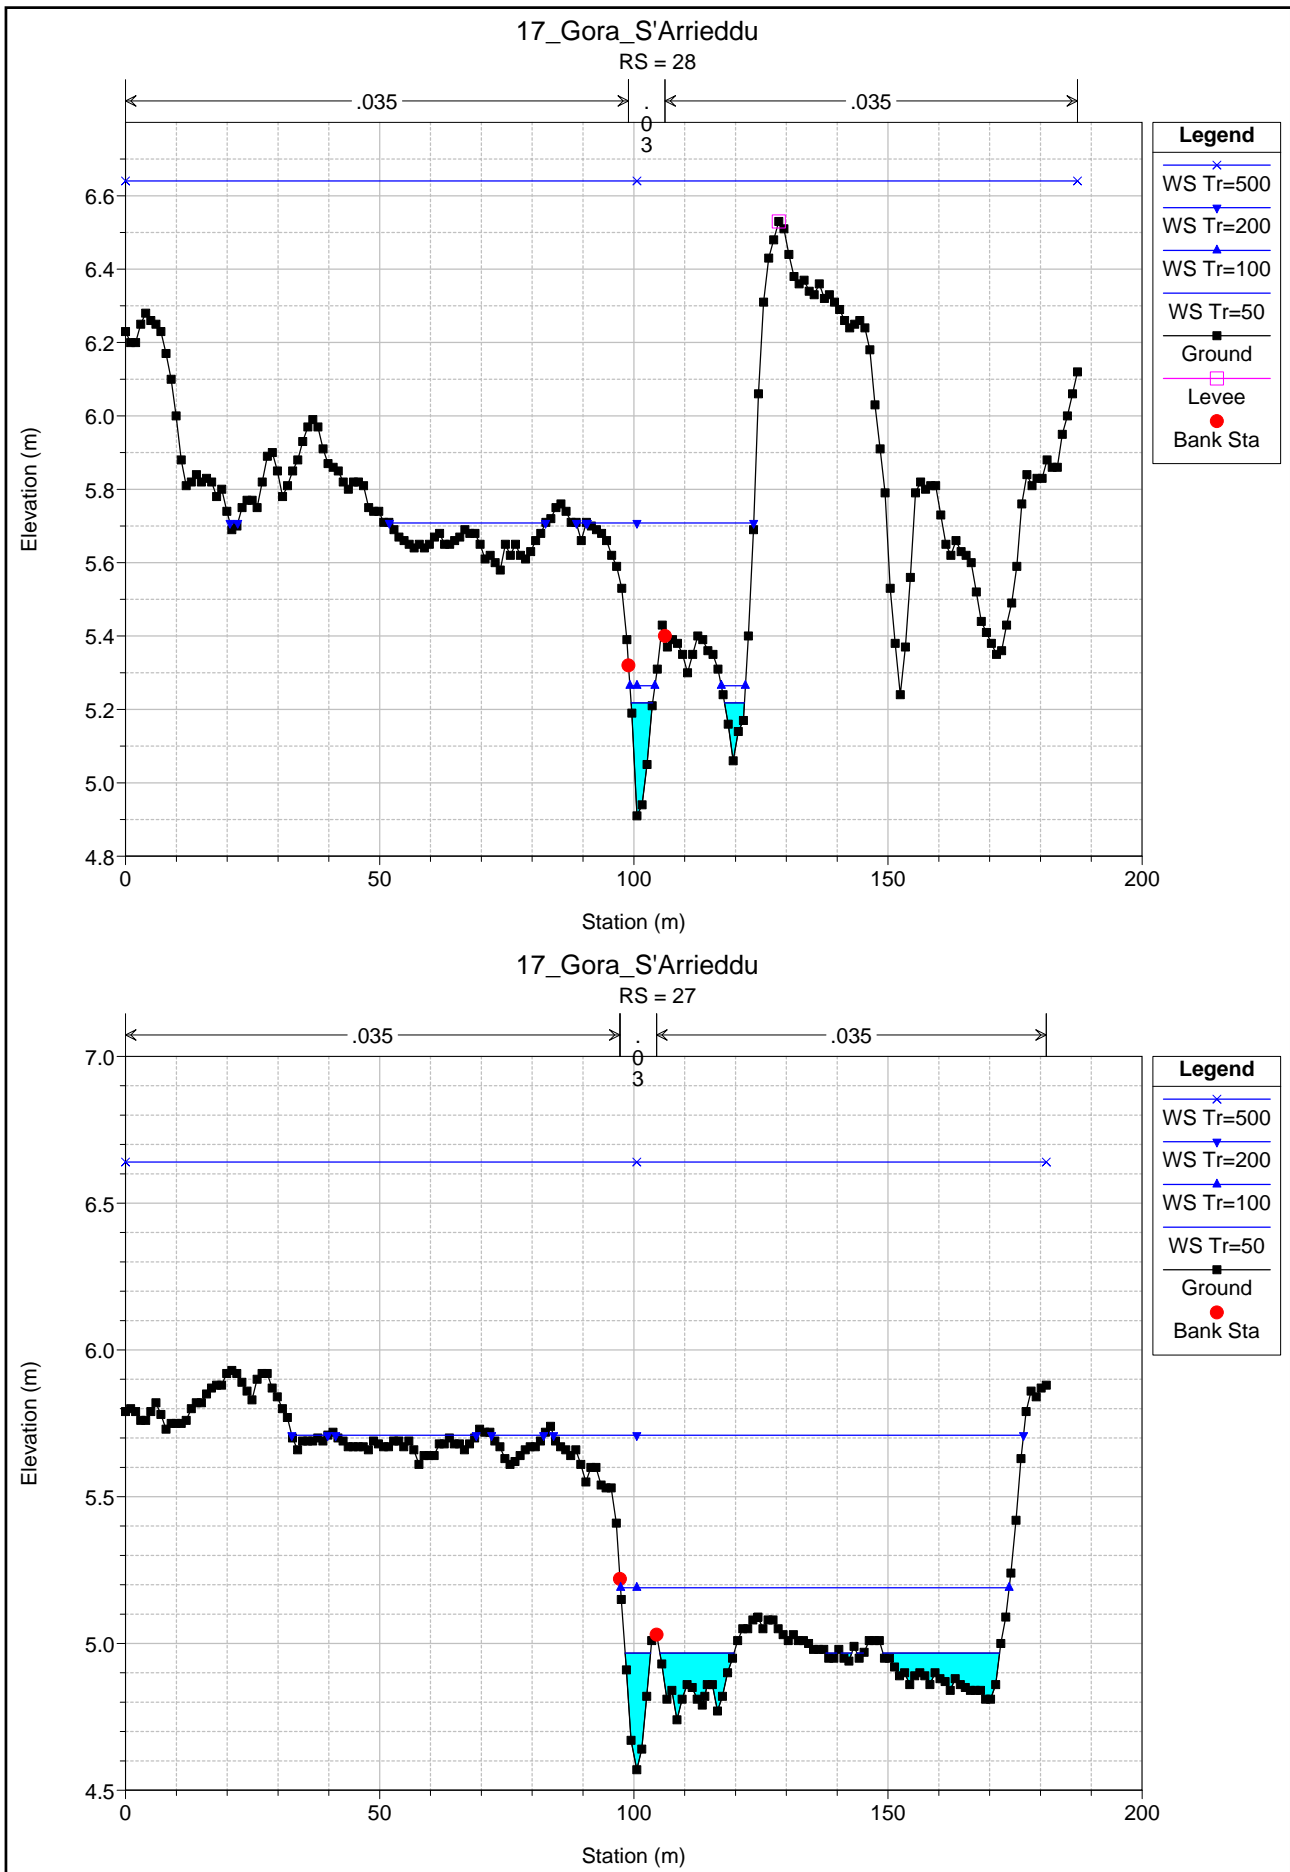 17_Gora_S'Arrieddu
RS = 28
.035
.03
.035
Legend
WS Tr=500
WS Tr=200
WS Tr=100
WS Tr=50
Ground
Levee
Bank Sta
6.6
6.4
6.2
6.0
5.8
5.6
5.4
5.2
5.0
4.8
Elevation (m)
0
50
100
150
200
Station (m)
17_Gora_S'Arrieddu
RS = 27
.035
.03
.035
Legend
WS Tr=500
WS Tr=200
WS Tr=100
WS Tr=50
Ground
Bank Sta
7.0
6.5
6.0
5.5
5.0
4.5
Elevation (m)
0
50
100
150
200
Station (m)